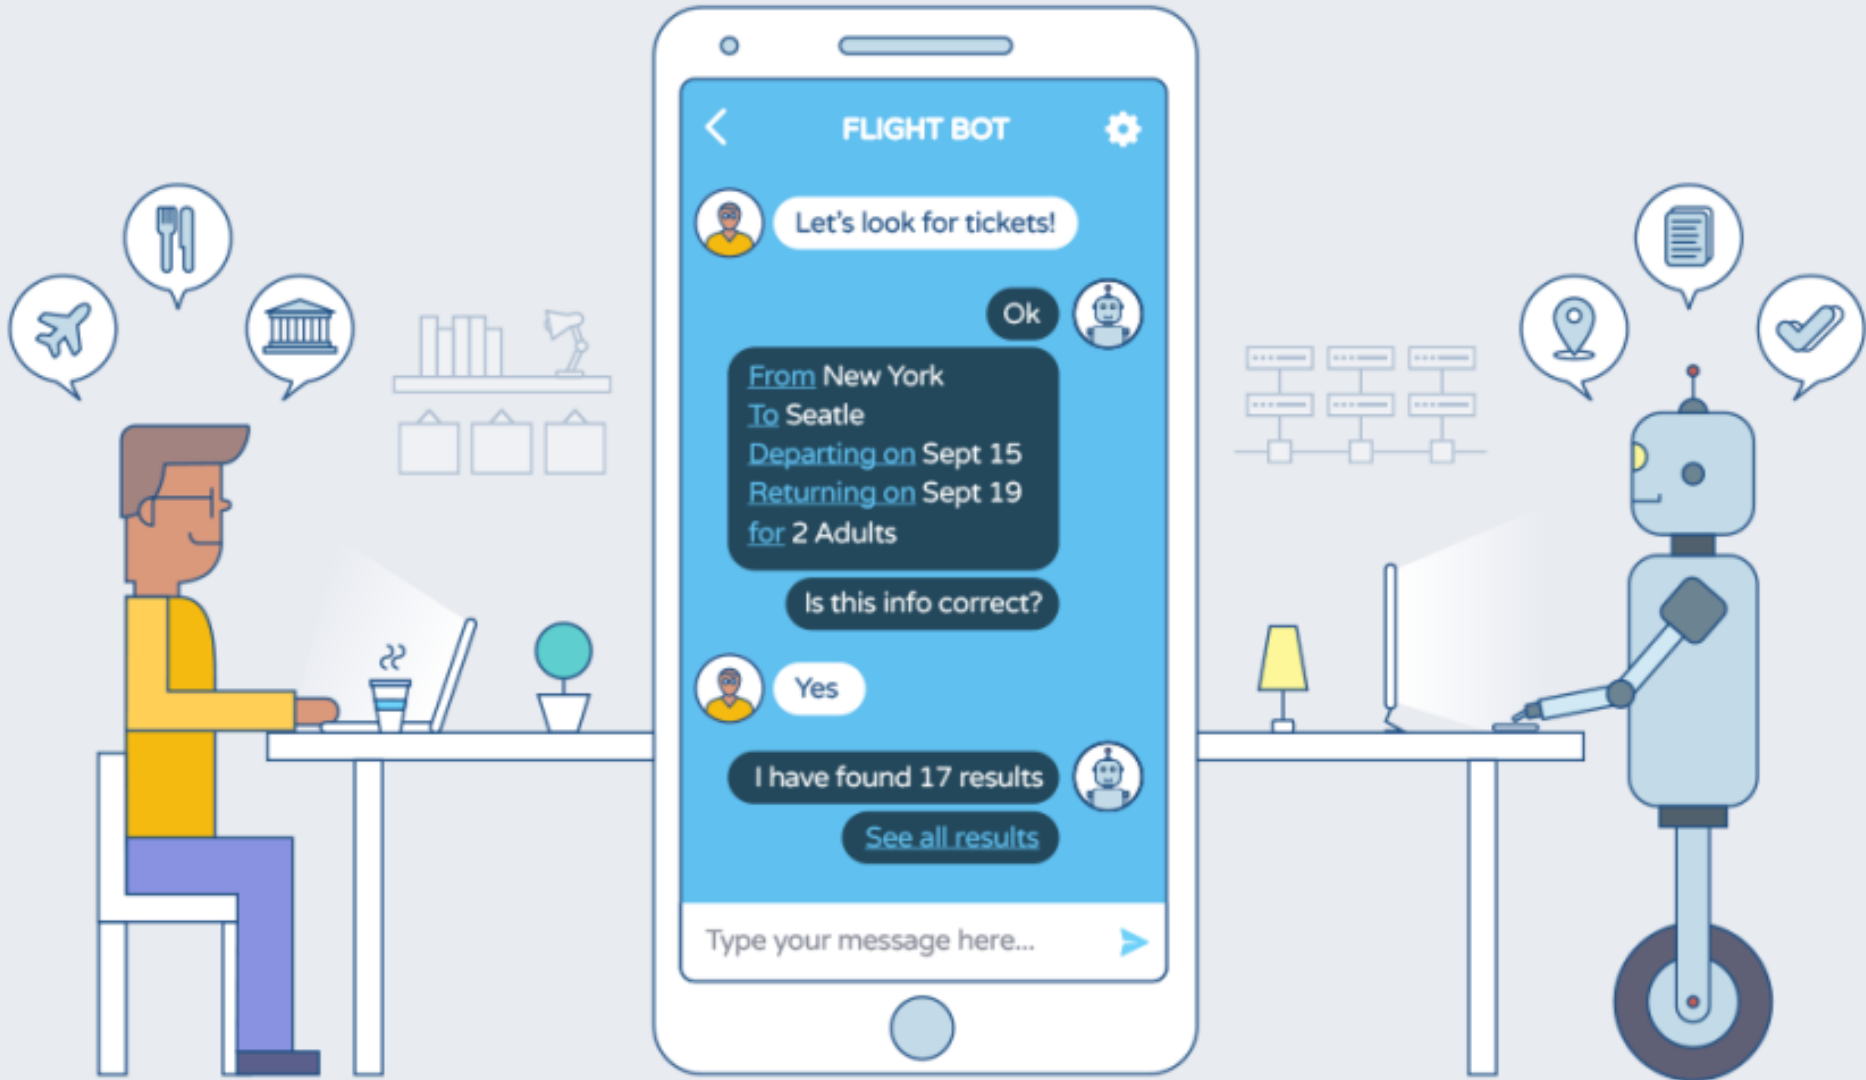 FLIGHT BOT
Let's look for tickets!
Ok
From New York
To Seatle
Departing on Sept 15
Returning on Sept 19
for 2 Adults
Is this info correct?
Yes
I have found 17 results
See all results
Type your message here...